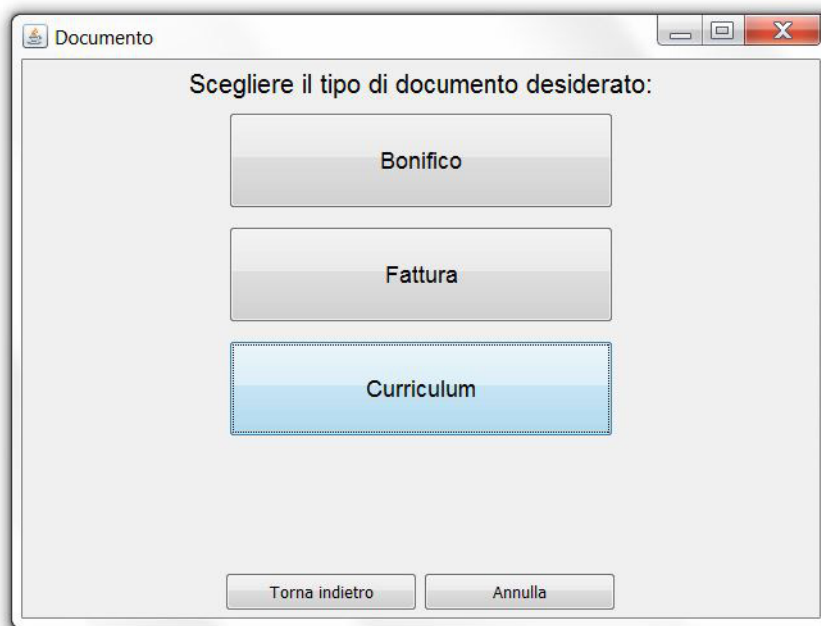 Documento
Scegliere il tipo di documento desiderato:
Bonifico
Fattura
Curriculum
Torna indietro
Annulla